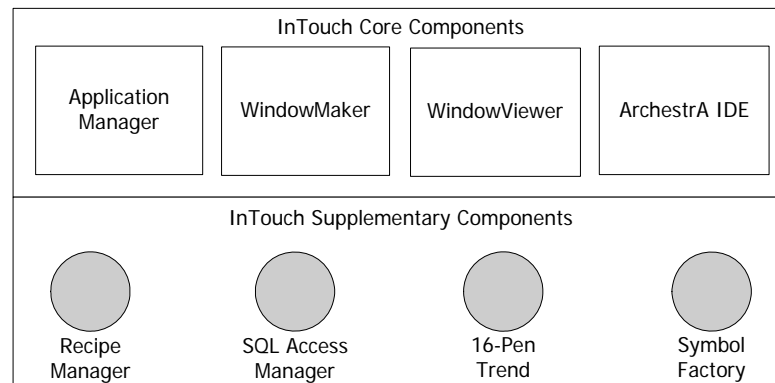 InTouch Core Components
Application
Manager
WindowMaker
WindowViewer
ArchestrA IDE
InTouch Supplementary Components
Recipe
Manager
SQL Access
Manager
16-Pen
Trend
Symbol
Factory